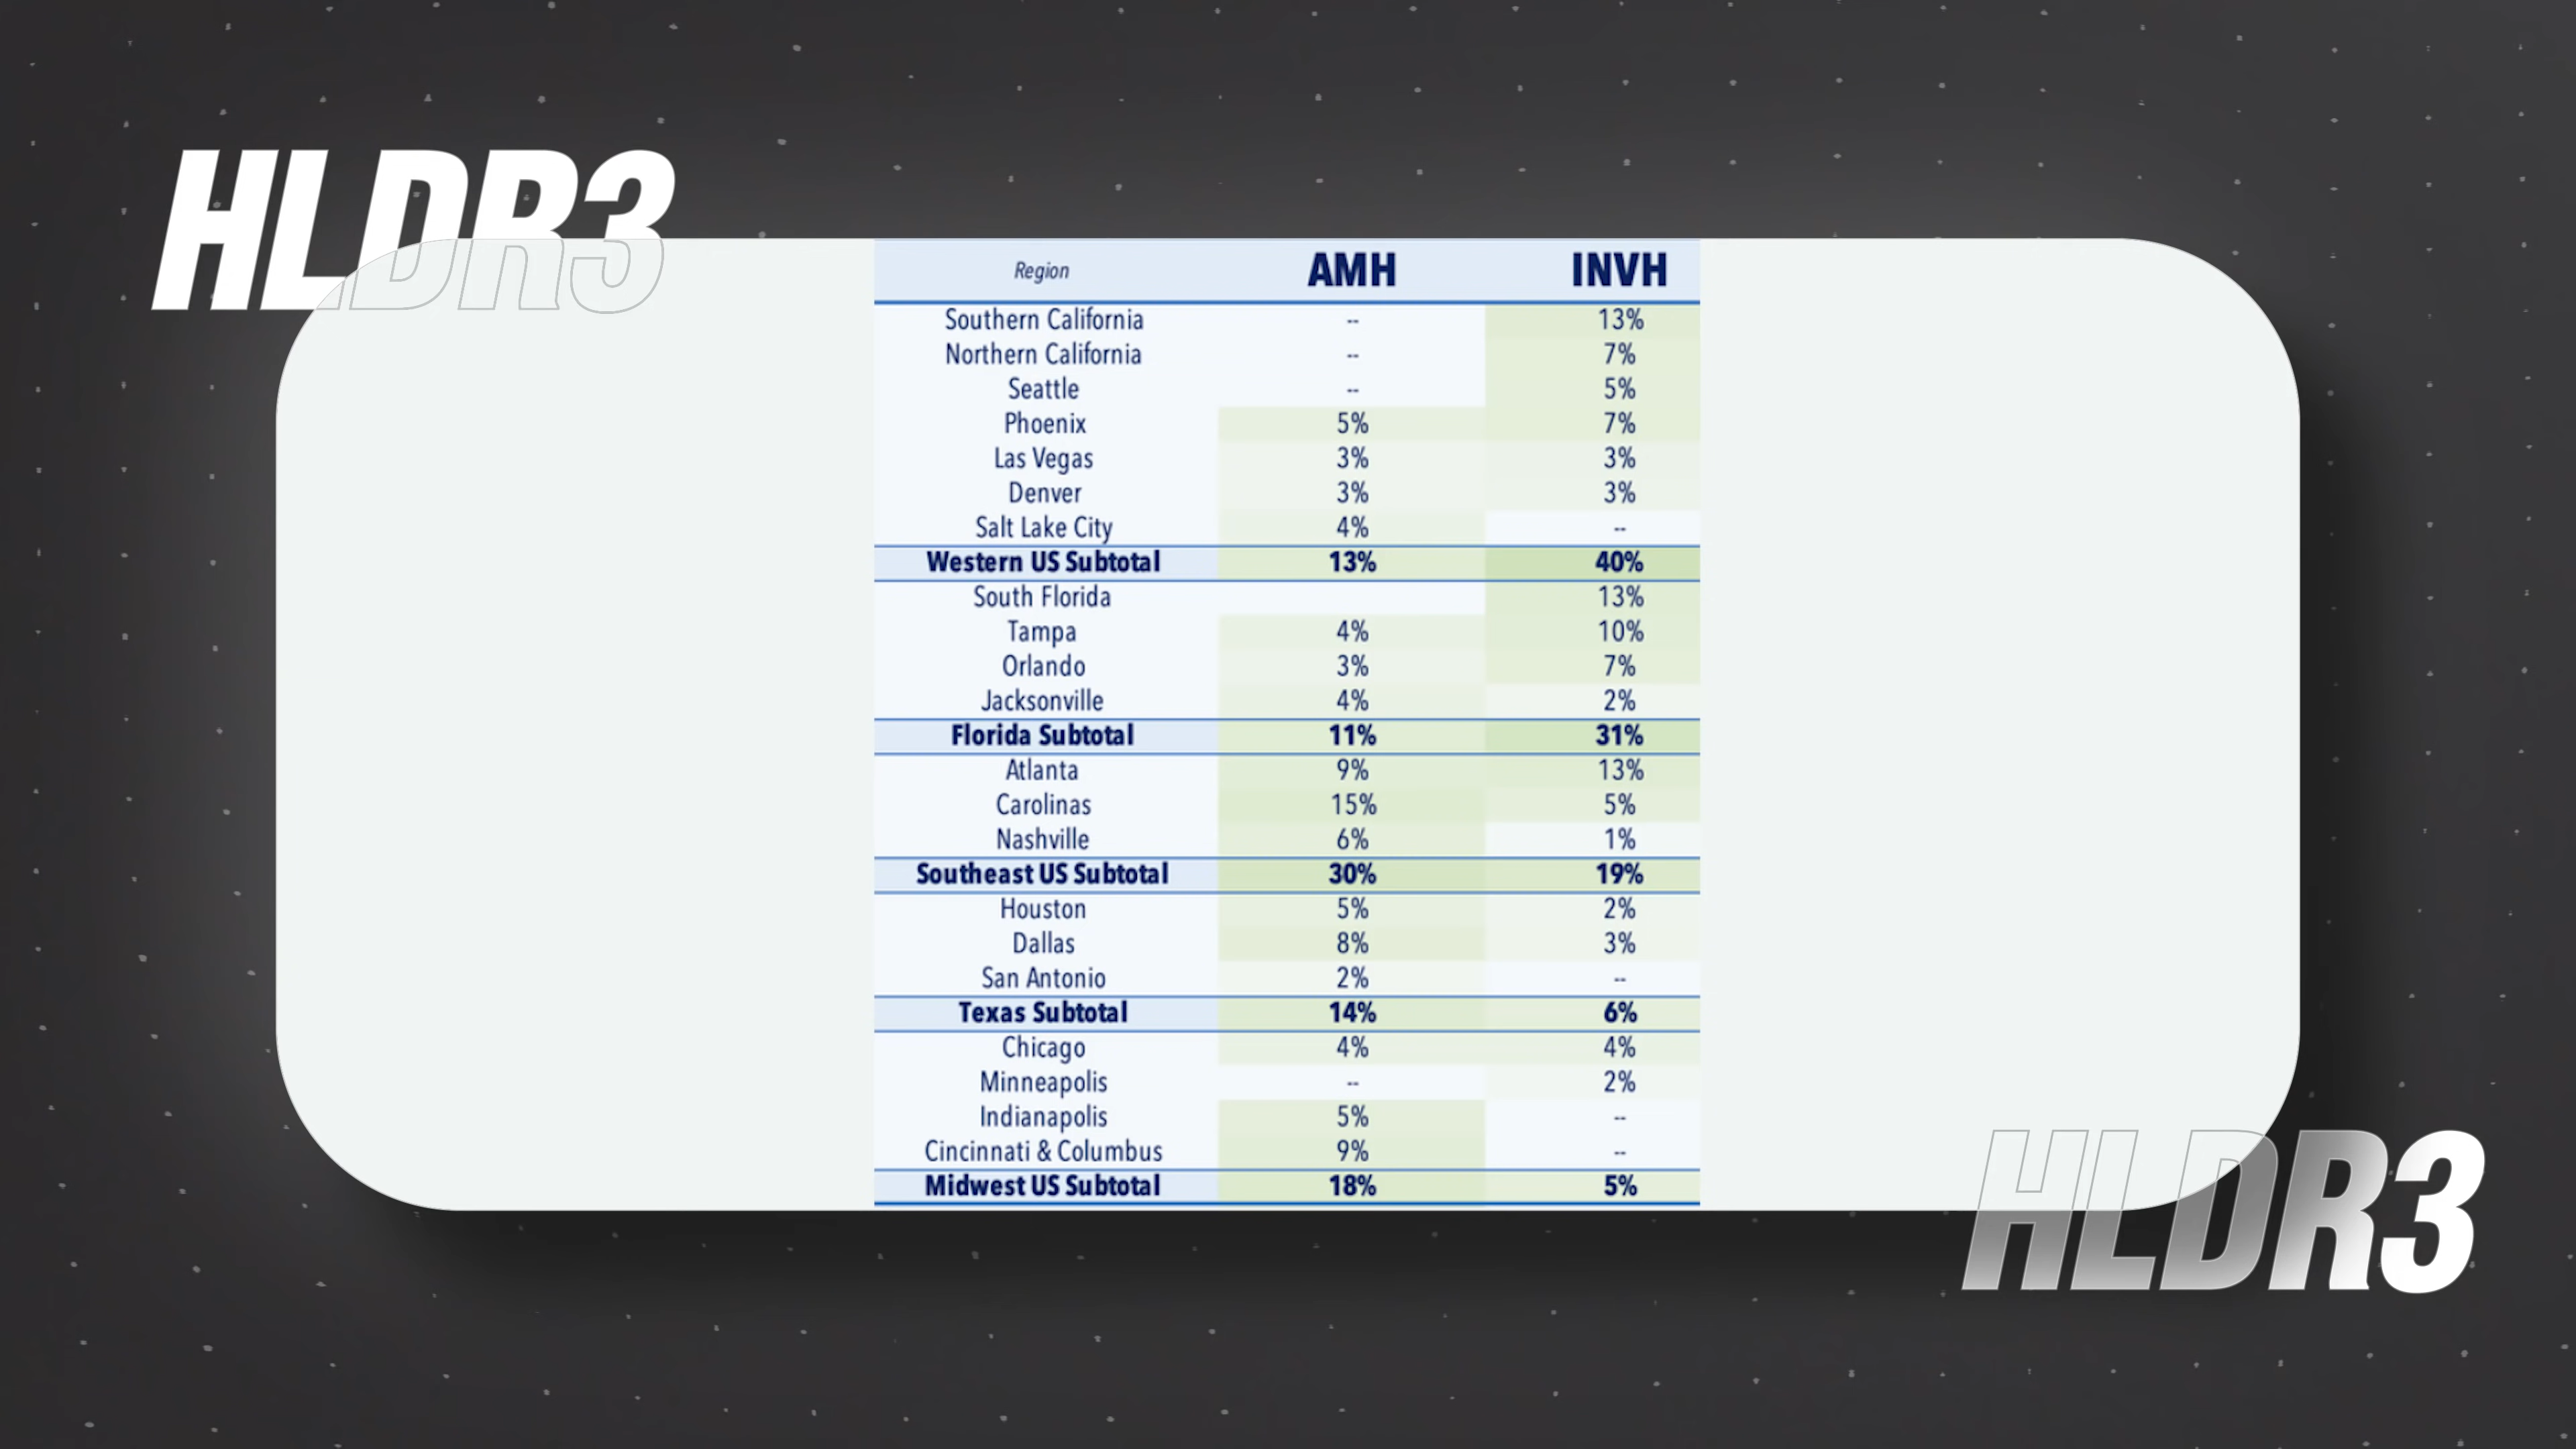 HLDR3
Region AMH INVH
Southern California -- 13%
Northern California -- 7%
Seattle -- 5%
Phoenix 5% 7%
Las Vegas 3% 3%
Denver 3% 3%
Salt Lake City 4% --
Western US Subtotal 13% 40%
South Florida 13%
Tampa 4% 10%
Orlando 3% 7%
Jacksonville 4% 2%
Florida Subtotal 11% 31%
Atlanta 9% 13%
Carolinas 15% 5%
Nashville 6% 1%
Southeast US Subtotal 30% 19%
Houston 5% 2%
Dallas 8% 3%
San Antonio 2% --
Texas Subtotal 14% 6%
Chicago 4% 4%
Minneapolis -- 2%
Indianapolis 5% --
Cincinnati & Columbus 9% --
Midwest US Subtotal 18% 5%
HLDR3